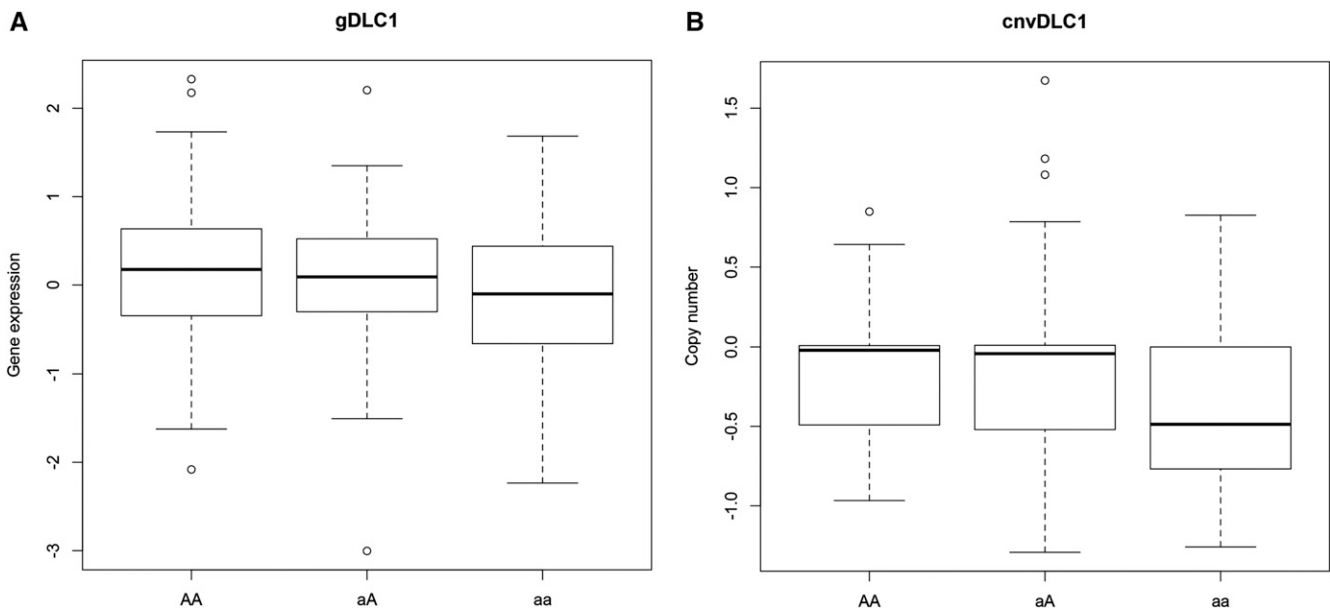 A
gDLC1
Gene expression
2
1
0
-1
-2
-3
AA
aA
aa
B
cnvDLC1
Copy number
1.5
1.0
0.5
0.0
-0.5
-1.0
AA
aA
aa